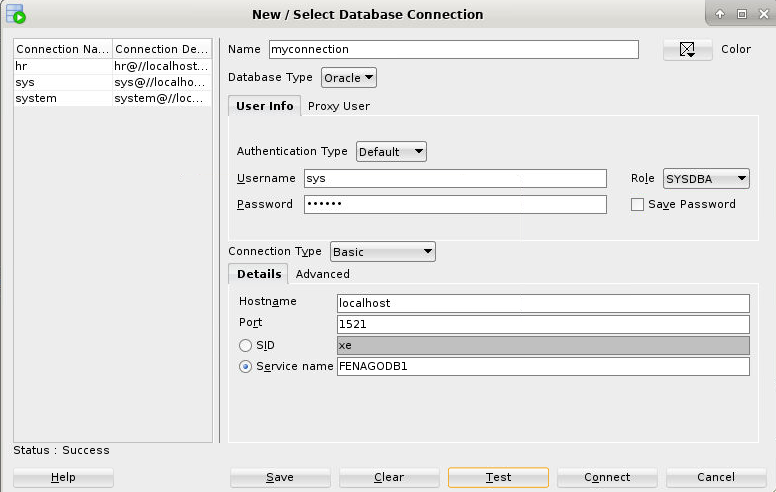 New / Select Database Connection
Connection Na... Connection De...
hr hr@//localhost...
sys sys@//localho...
system system@//loc...
Name myconnection Color
Database Type Oracle
User Info Proxy User
Authentication Type Default
Username sys Role SYSDBA
Password •••••• Save Password
Connection Type Basic
Details Advanced
Hostname localhost
Port 1521
SID xe
Service name FENAGODB1
Status : Success
Help Save Clear Test Connect Cancel